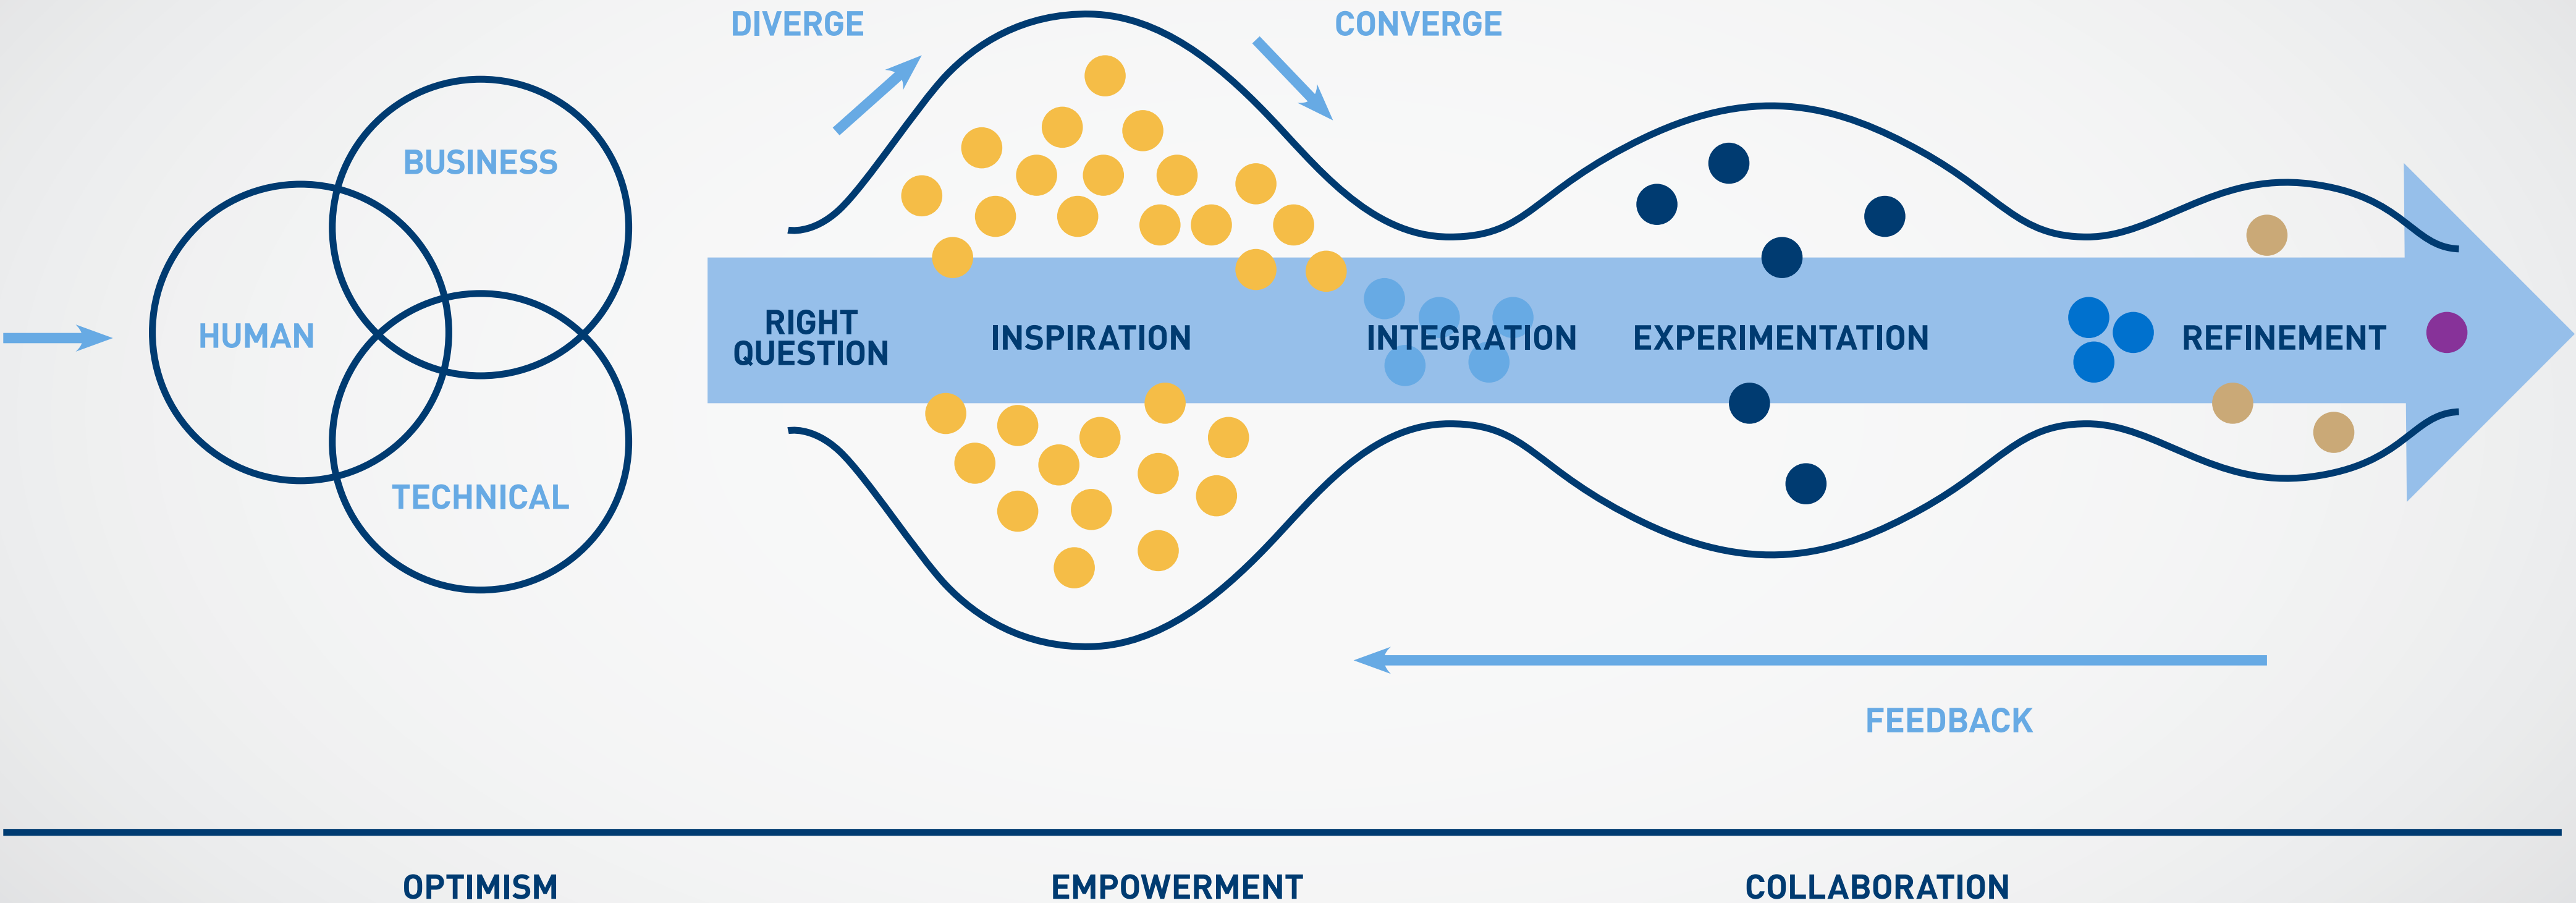 DIVERGE
CONVERGE
BUSINESS
HUMAN
TECHNICAL
RIGHT
QUESTION
INSPIRATION
INTEGRATION
EXPERIMENTATION
REFINEMENT
FEEDBACK
OPTIMISM
EMPOWERMENT
COLLABORATION